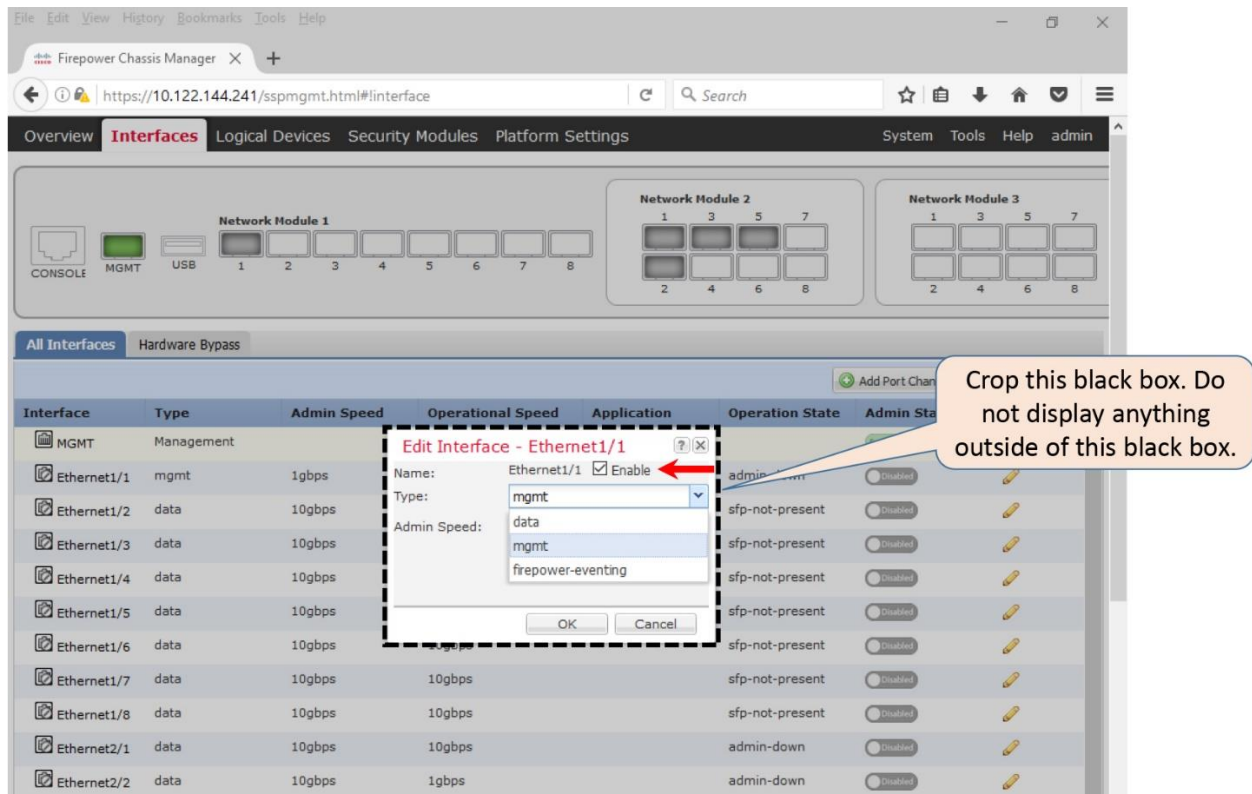 File Edit View History Bookmarks Tools Help
Firepower Chassis Manager
https://10.122.144.241/sspmgmt.html#!interface Search
Overview Interfaces Logical Devices Security Modules Platform Settings System Tools Help admin
Network Module 1
CONSOLE MGMT USB 1 2 3 4 5 6 7 8
Network Module 2
1 3 5 7
2 4 6 8
Network Module 3
1 3 5 7
2 4 6 8
All Interfaces Hardware Bypass
Add Port Chan
Interface Type Admin Speed Operational Speed Application Operation State Admin Sta
MGMT Management
Ethernet1/1 mgmt 1gbps admin-down Disabled
Ethernet1/2 data 10gbps sfp-not-present Disabled
Ethernet1/3 data 10gbps sfp-not-present Disabled
Ethernet1/4 data 10gbps sfp-not-present Disabled
Ethernet1/5 data 10gbps sfp-not-present Disabled
Ethernet1/6 data 10gbps sfp-not-present Disabled
Ethernet1/7 data 10gbps 10gbps sfp-not-present Disabled
Ethernet1/8 data 10gbps 10gbps sfp-not-present Disabled
Ethernet2/1 data 10gbps 10gbps admin-down Disabled
Ethernet2/2 data 10gbps 1gbps admin-down Disabled
Edit Interface - Ethernet1/1
Name: Ethernet1/1 Enable
Type: mgmt
Admin Speed:
data
mgmt
firepower-eventing
OK Cancel
Crop this black box. Do
not display anything
outside of this black box.